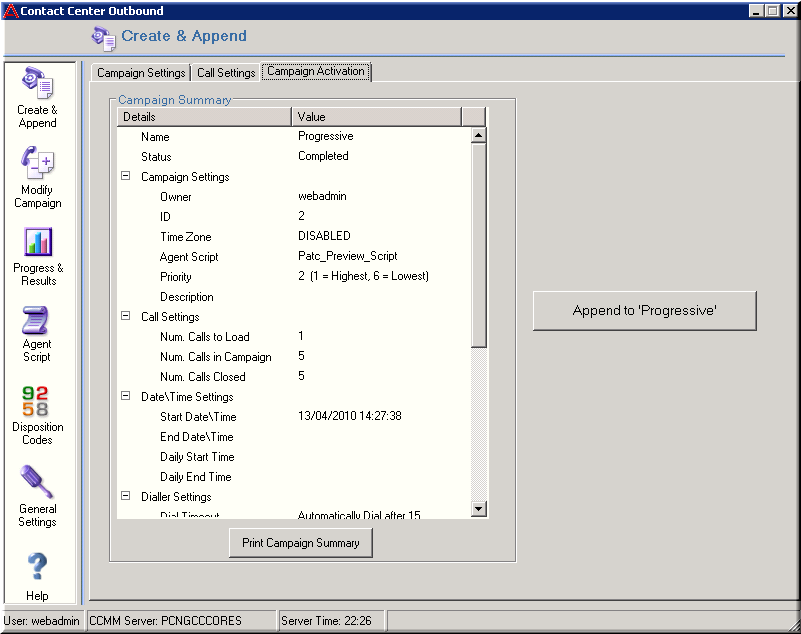 Contact Center Outbound
Create & Append
Create &
Append
Modify
Campaign
Progress &
Results
Agent
Script
92
58
Disposition
Codes
General
Settings
Help
Campaign Settings Call Settings Campaign Activation
Campaign Summary
Details Value
Name Progressive
Status Completed
Campaign Settings
Owner webadmin
ID 2
Time Zone DISABLED
Agent Script Patc_Preview_Script
Priority 2 (1 = Highest, 6 = Lowest)
Description
Call Settings
Num. Calls to Load 1
Num. Calls in Campaign 5
Num. Calls Closed 5
Date\Time Settings
Start Date\Time 13/04/2010 14:27:38
End Date\Time
Daily Start Time
Daily End Time
Dialler Settings
Dial Timeout Automatically Dial after 15
Print Campaign Summary
Append to 'Progressive'
User: webadmin CCMM Server: PCNGCCCORES Server Time: 22:26